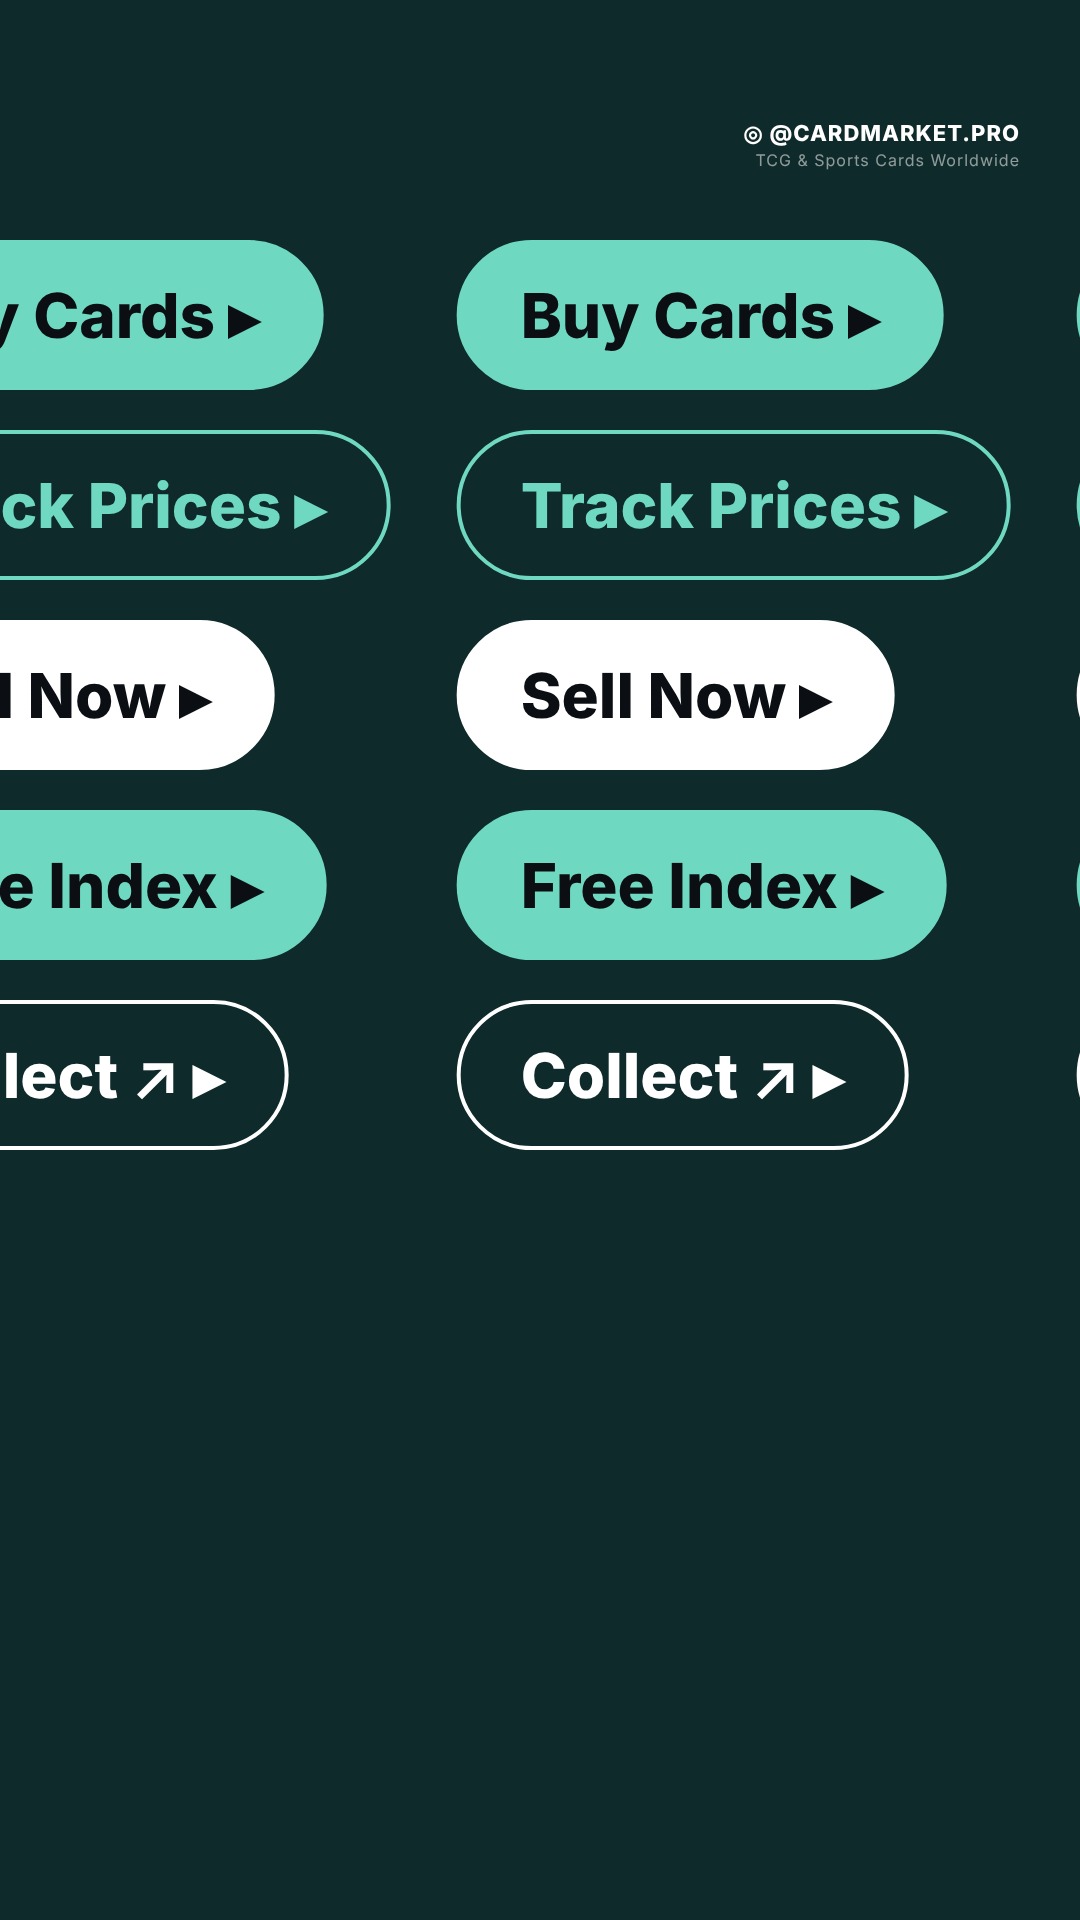 ◎ @CARDMARKET.PRO
TCG & Sports Cards Worldwide
y Cards ▶ Buy Cards ▶
ck Prices ▶ Track Prices ▶
l Now ▶ Sell Now ▶
e Index ▶ Free Index ▶
lect ↗ ▶ Collect ↗ ▶